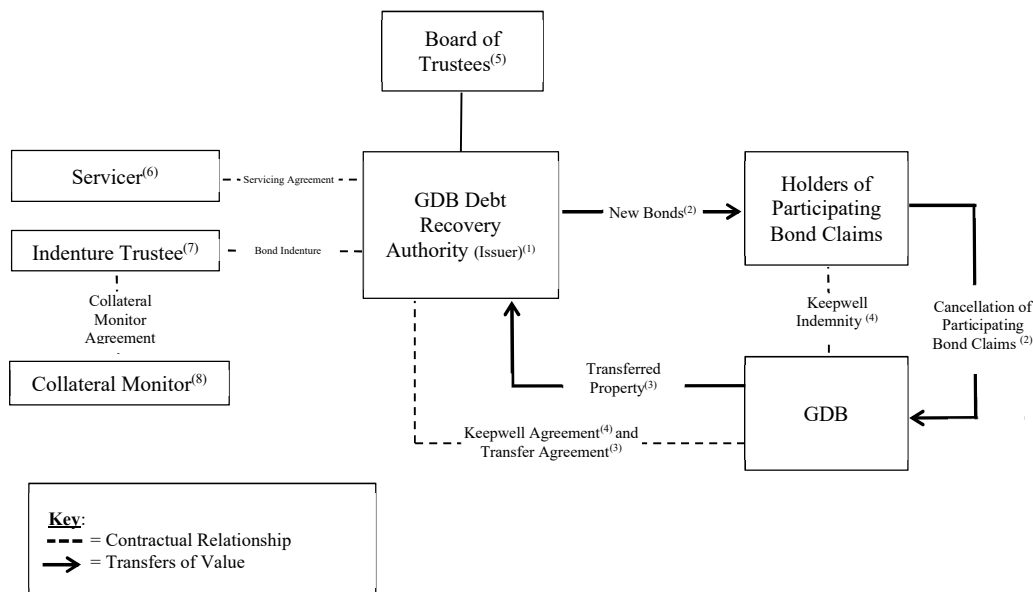 Board of
Trustees(5)
Servicer(6)
Servicing Agreement
GDB Debt
Recovery
Authority (Issuer)(1)
New Bonds(2)
Holders of
Participating
Bond Claims
Indenture Trustee(7)
Bond Indenture
Collateral
Monitor
Agreement
Collateral Monitor(8)
Keepwell
Indemnity (4)
Cancellation of
Participating
Bond Claims (2)
Transferred
Property(3)
GDB
Keepwell Agreement(4) and
Transfer Agreement(3)
Key:
= Contractual Relationship
= Transfers of Value